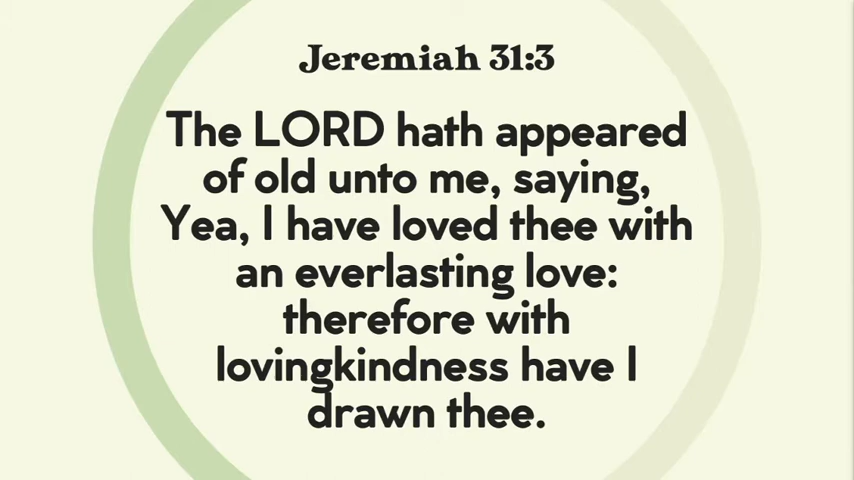 Jeremiah 31:3
The LORD hath appeared
of old unto me, saying,
Yea, I have loved thee with
an everlasting love:
therefore with
lovingkindness have I
drawn thee.